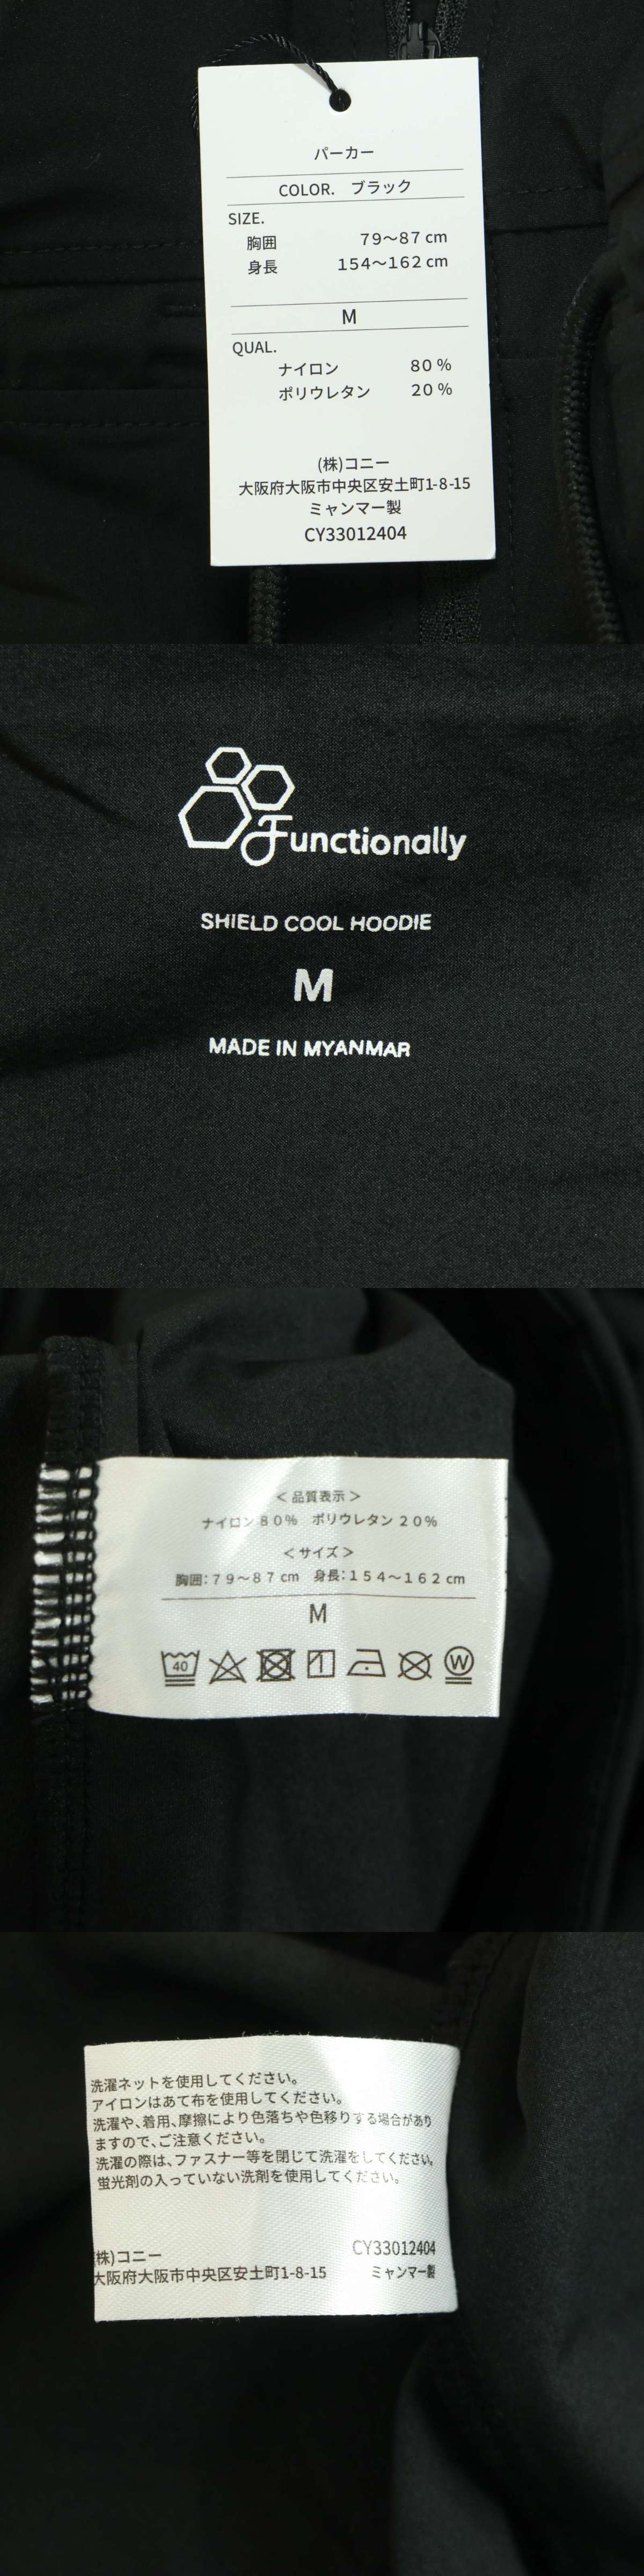 パーカー
COLOR. ブラック
SIZE.
胸囲 79〜87 cm
身長 154〜162 cm
M
QUAL.
ナイロン 80 %
ポリウレタン 20 %
(株)コニー
大阪府大阪市中央区安土町1-8-15
ミャンマー製
CY33012404
Functionally
SHIELD COOL HOODIE
M
MADE IN MYANMAR
＜品質表示＞
ナイロン80% ポリウレタン20%
＜サイズ＞
胸囲:79〜87 cm 身長:154〜162 cm
M
40
W
洗濯ネットを使用してください。
アイロンはあて布を使用してください。
洗濯や、着用、摩擦により色落ちや色移りする場合があり
ますので、ご注意ください。
洗濯の際は、ファスナー等を閉じて洗濯をしてください。
蛍光剤の入っていない洗剤を使用してください。
(株)コニー CY33012404
大阪府大阪市中央区安土町1-8-15 ミャンマー製